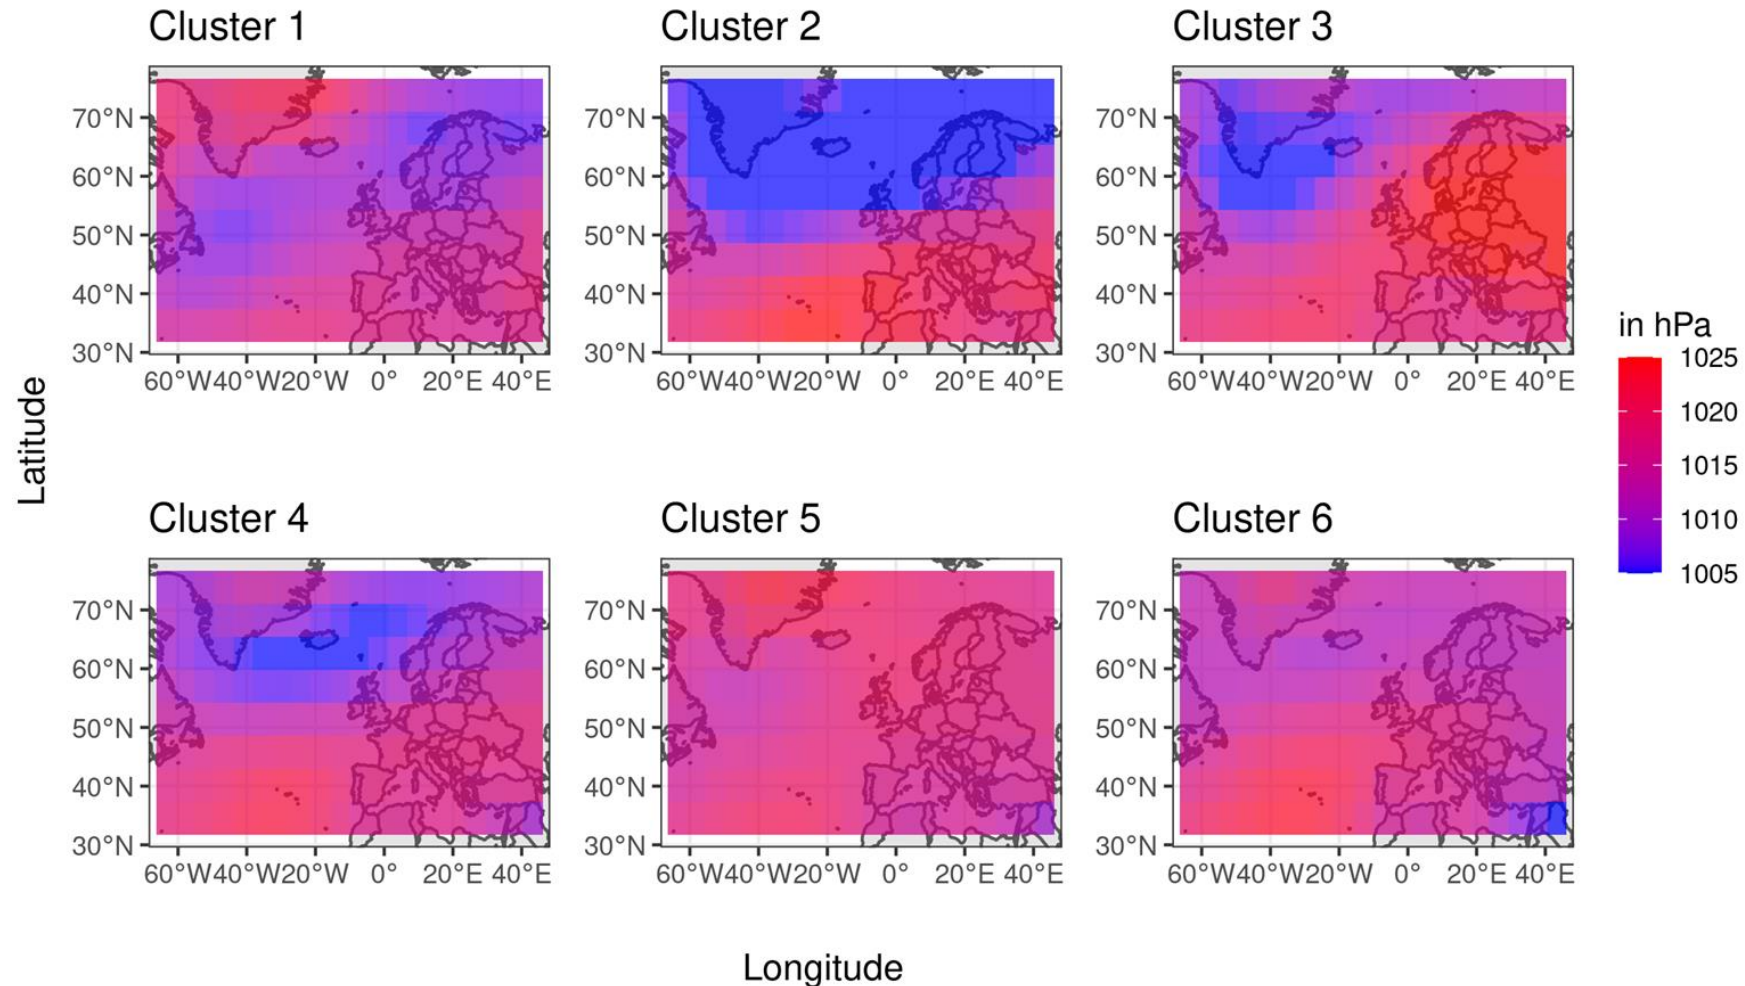 Cluster 1 Cluster 2 Cluster 3
70°N 70°N 70°N
60°N 60°N 60°N
50°N 50°N 50°N
40°N 40°N 40°N
30°N 30°N 30°N
60°W40°W20°W 0° 20°E 40°E 60°W40°W20°W 0° 20°E 40°E 60°W40°W20°W 0° 20°E 40°E
in hPa
1025
1020
1015
1010
1005
Latitude
Cluster 4 Cluster 5 Cluster 6
70°N 70°N 70°N
60°N 60°N 60°N
50°N 50°N 50°N
40°N 40°N 40°N
30°N 30°N 30°N
60°W40°W20°W 0° 20°E 40°E 60°W40°W20°W 0° 20°E 40°E 60°W40°W20°W 0° 20°E 40°E
Longitude